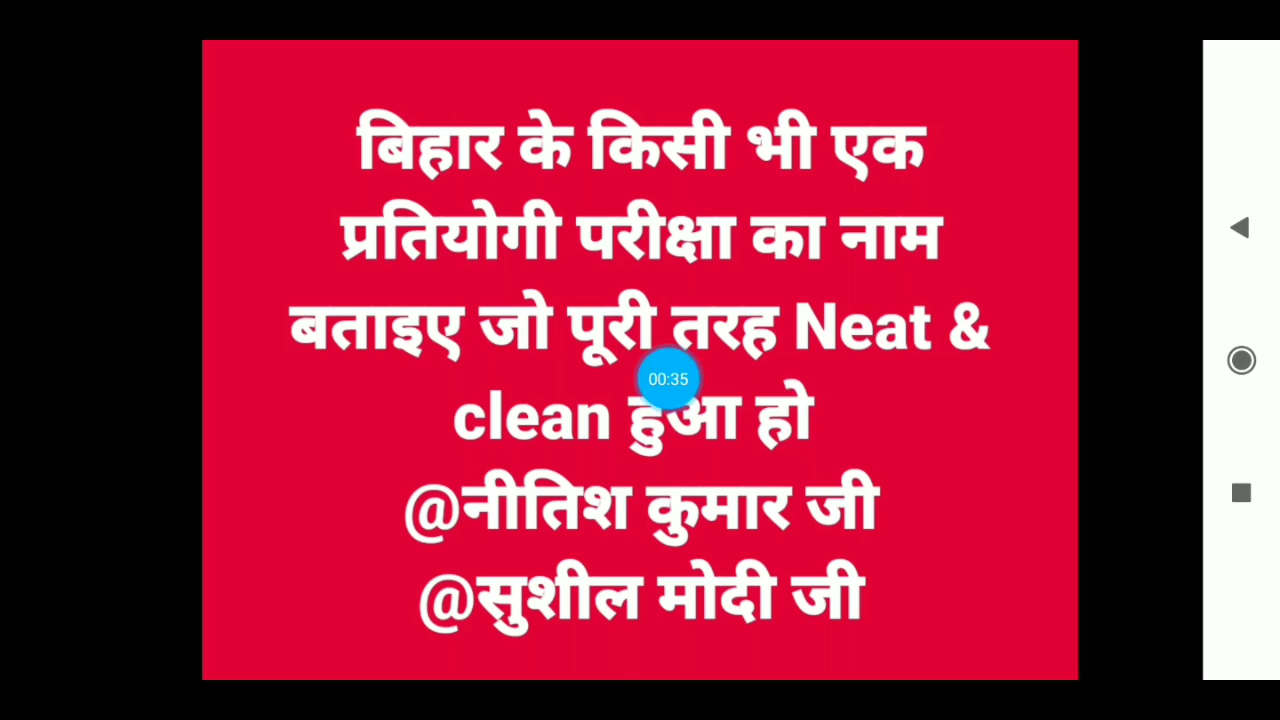 बिहार के किसी भी एक
प्रतियोगी परीक्षा का नाम
बताइए जो पूरी तरह Neat &
00:35
clean हुआ हो
@नीतिश कुमार जी
@सुशील मोदी जी